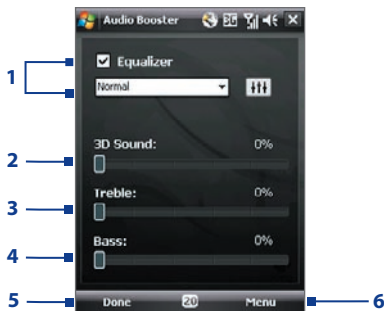 Audio Booster
1
Equalizer
Normal
2
3D Sound: 0%
3
Treble: 0%
4
Bass: 0%
5 Done 20 Menu 6